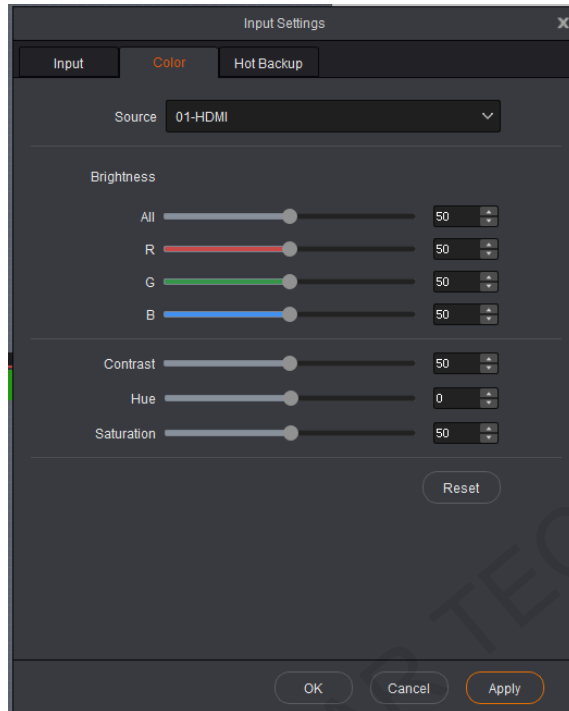 Input Settings
Input Color Hot Backup
Source 01-HDMI
Brightness
All 50
R 50
G 50
B 50
Contrast 50
Hue 0
Saturation 50
Reset
OK Cancel Apply